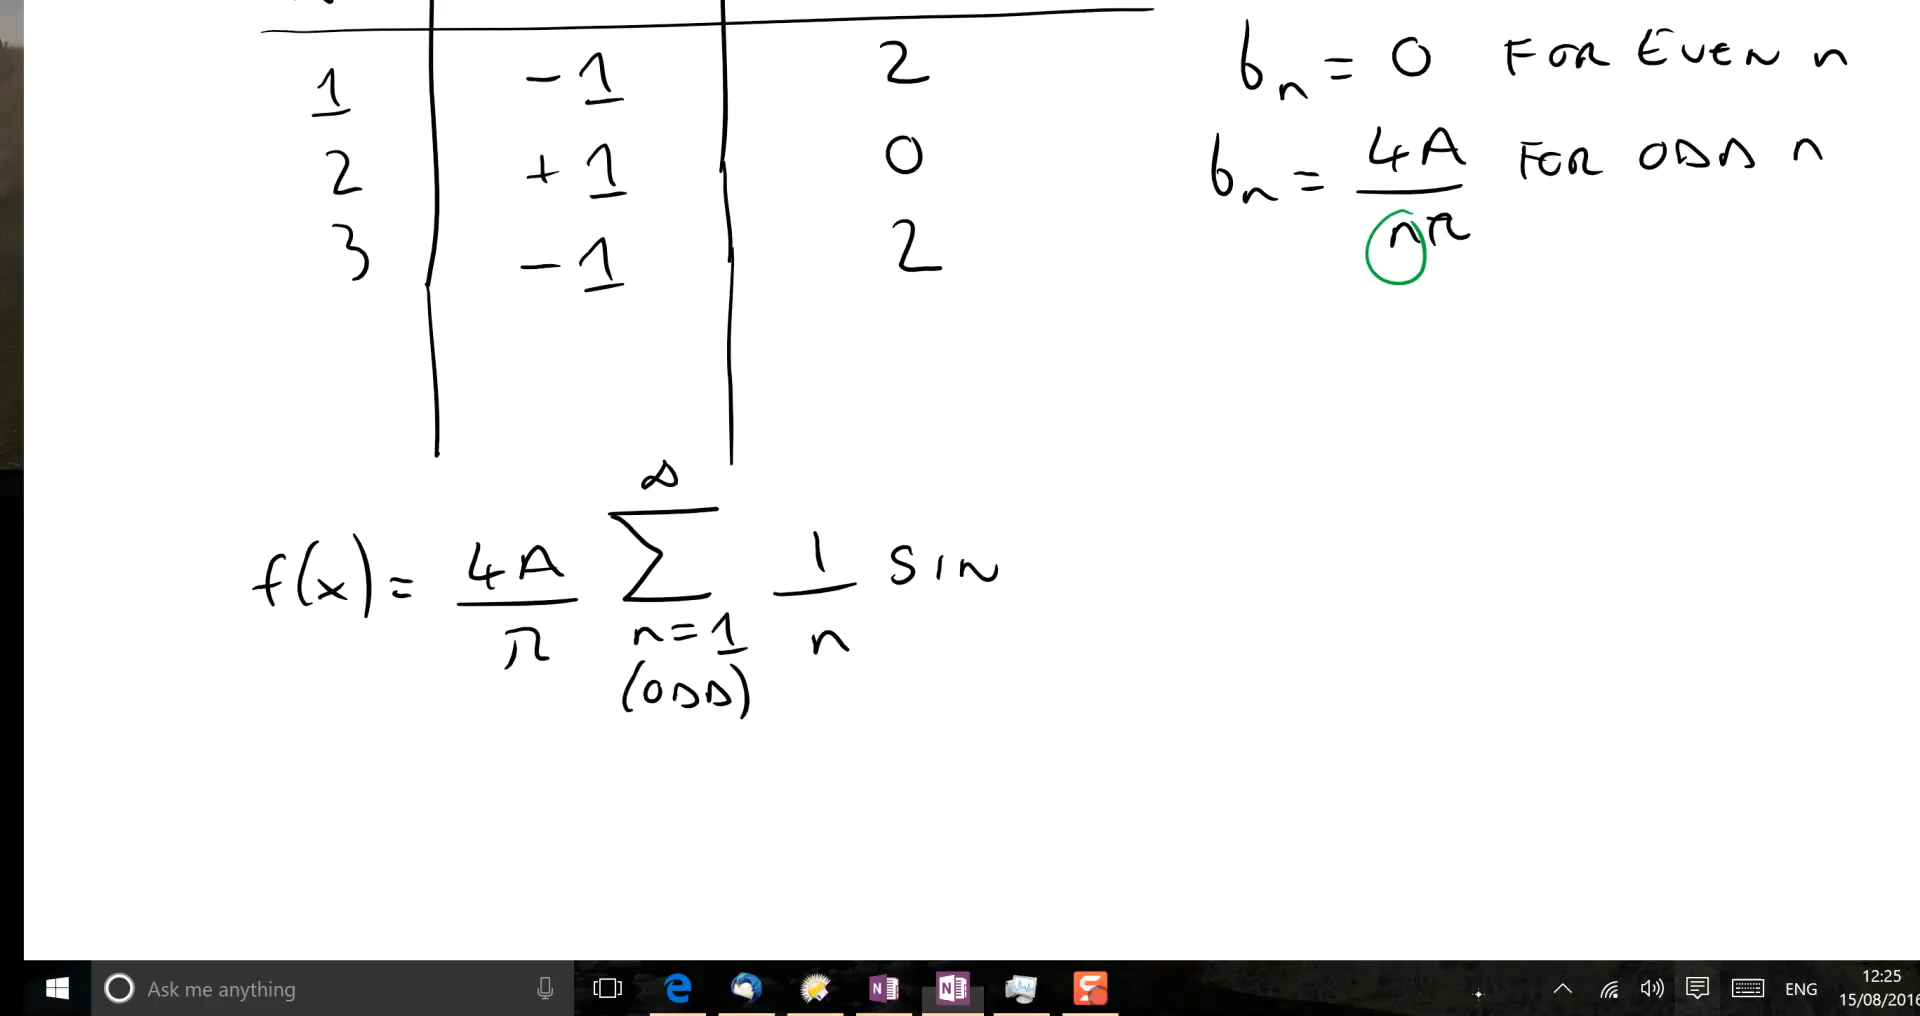 1 -1 2
2 +1 0
3 -1 2
bn = 0 FOR EVEN n
bn = 4A/nπ FOR ODD n
f(x) = 4A/π ∑ n=1 (ODD) ∞ 1/n SIN
Ask me anything
ENG
12:25
15/08/2016